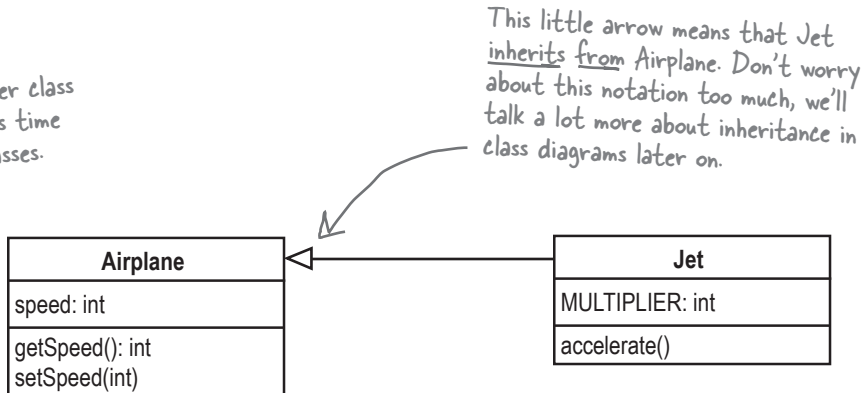 This little arrow means that Jet
inherits from Airplane. Don't worry
about this notation too much, we'll
talk a lot more about inheritance in
class diagrams later on.
er class
s time
sses.
Airplane
speed: int
getSpeed(): int
setSpeed(int)
Jet
MULTIPLIER: int
accelerate()